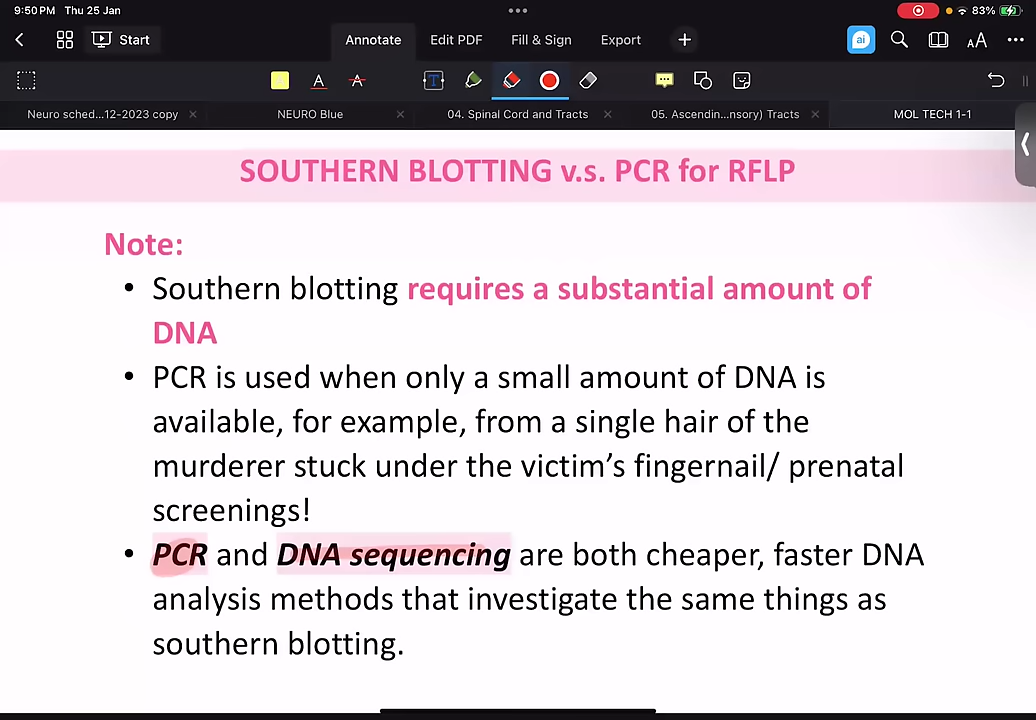 9:50 PM Thu 25 Jan
83%
Start
Annotate
Edit PDF
Fill & Sign
Export
ai
AA
A
A
T
Neuro sched...12-2023 copy
NEURO Blue
04. Spinal Cord and Tracts
05. Ascendin...nsory) Tracts
MOL TECH 1-1
SOUTHERN BLOTTING v.s. PCR for RFLP
Note:
• Southern blotting requires a substantial amount of
DNA
• PCR is used when only a small amount of DNA is
available, for example, from a single hair of the
murderer stuck under the victim's fingernail/ prenatal
screenings!
• PCR and DNA sequencing are both cheaper, faster DNA
analysis methods that investigate the same things as
southern blotting.